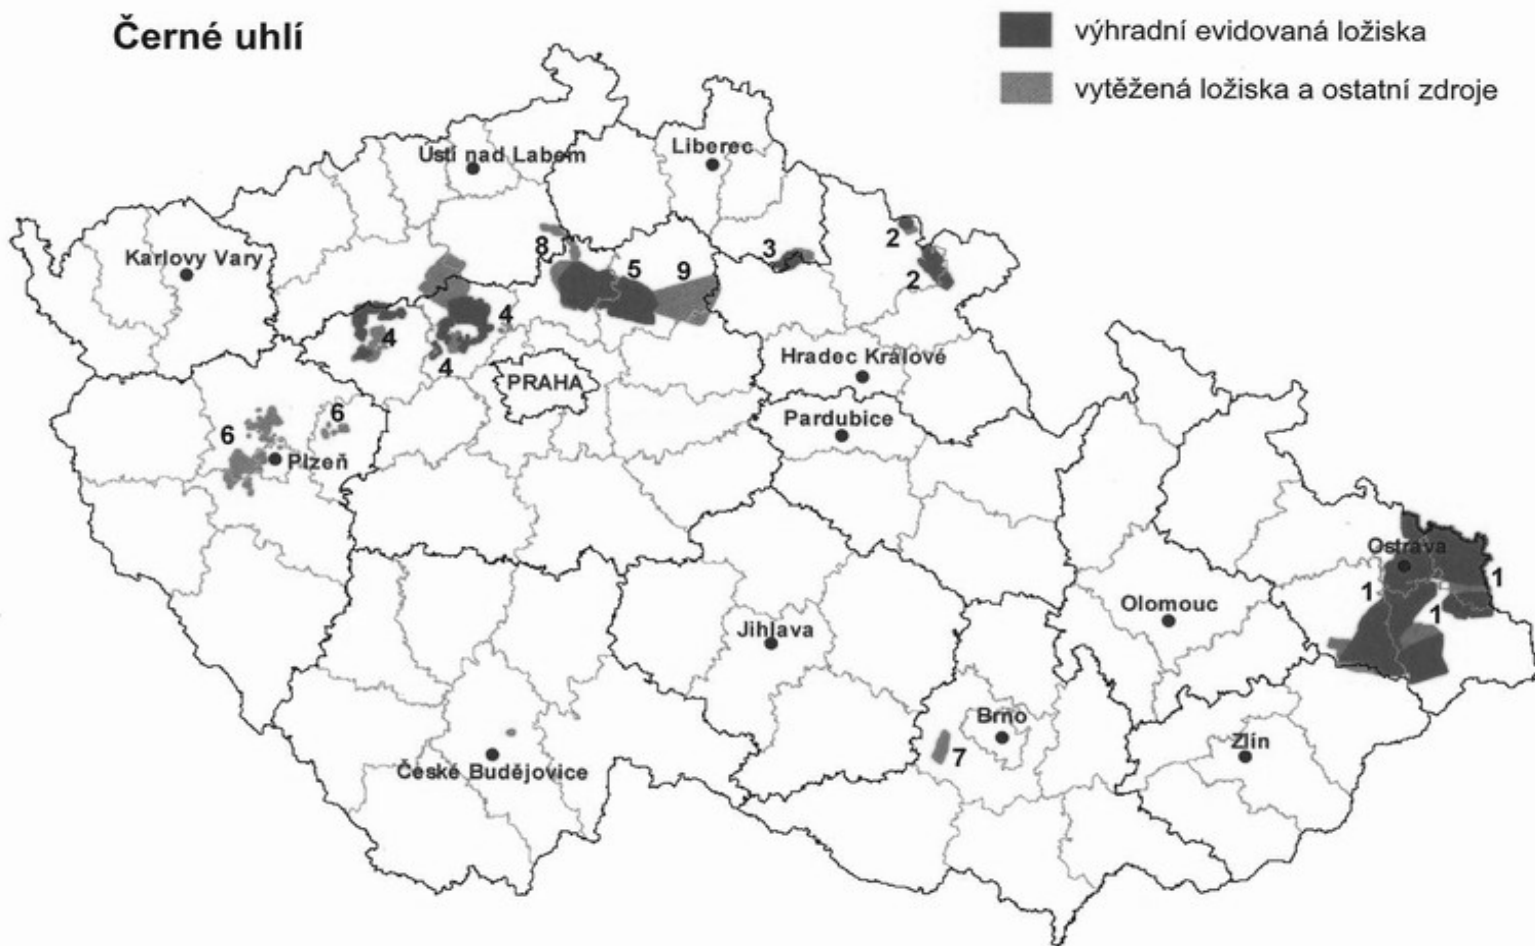 Černé uhlí
výhradní evidovaná ložiska
vytěžená ložiska a ostatní zdroje
Ústí nad Labem
Liberec
Karlovy Vary
8
5
9
3
2
2
4
4
4
PRAHA
Hradec Králové
Pardubice
6
6
Plzeň
Ostrava
1
1
1
Olomouc
Jihlava
Brno
7
Zlín
České Budějovice